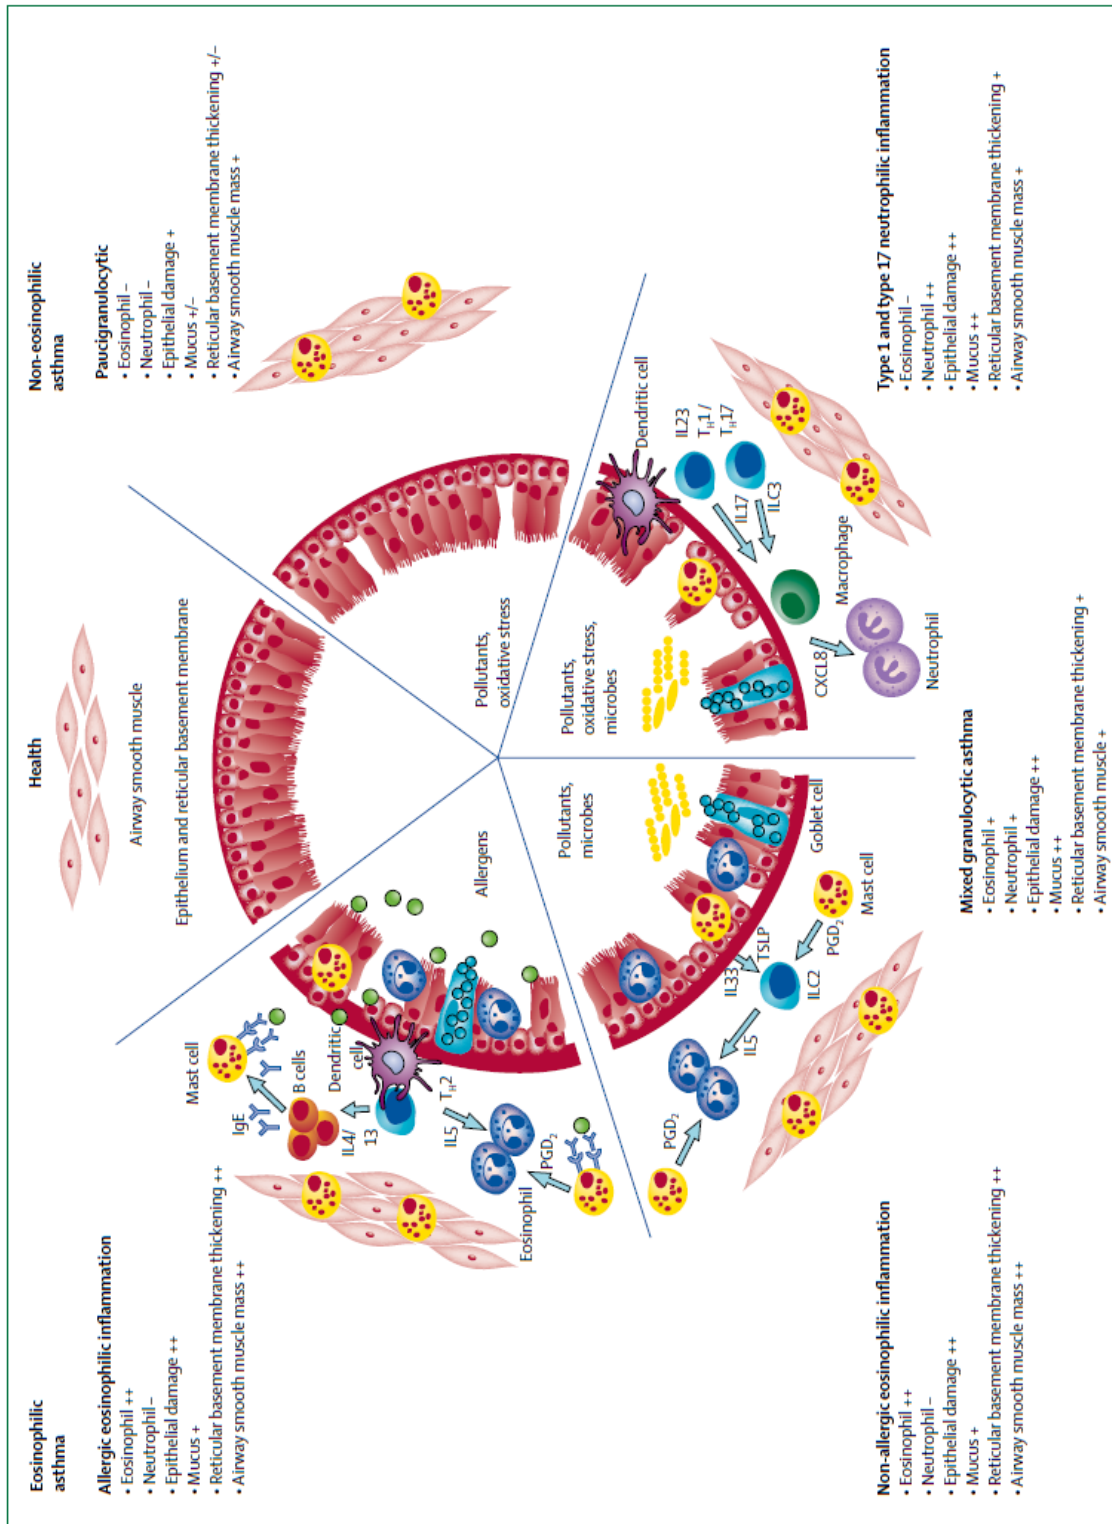 Eosinophilic
asthma
Allergic eosinophilic inflammation
• Eosinophil ++
• Neutrophil –
• Epithelial damage ++
• Mucus +
• Reticular basement membrane thickening ++
• Airway smooth muscle mass ++
Health
Airway smooth muscle
Epithelium and reticular basement membrane
Non-eosinophilic
asthma
Paucigranulocytic
• Eosinophil –
• Neutrophil –
• Epithelial damage +
• Mucus +/–
• Reticular basement membrane thickening +/–
• Airway smooth muscle mass +
Mast cell
IgE
B cells
IL4/
13
Dendritic
cell
TH2
IL5
Eosinophil
PGD2
Allergens
Pollutants,
oxidative stress
Pollutants,
microbes
Pollutants,
oxidative stress,
microbes
Dendritic cell
IL23
TH1 /
TH17
IL17
ILC3
Macrophage
CXCL8
Neutrophil
Goblet cell
Mast cell
PGD2
TSLP
IL33
ILC2
IL5
PGD2
Non-allergic eosinophilic inflammation
• Eosinophil ++
• Neutrophil –
• Epithelial damage ++
• Mucus +
• Reticular basement membrane thickening ++
• Airway smooth muscle mass ++
Mixed granulocytic asthma
• Eosinophil +
• Neutrophil +
• Epithelial damage ++
• Mucus ++
• Reticular basement membrane thickening +
• Airway smooth muscle +
Type 1 and type 17 neutrophilic inflammation
• Eosinophil –
• Neutrophil ++
• Epithelial damage ++
• Mucus ++
• Reticular basement membrane thickening +
• Airway smooth muscle mass +